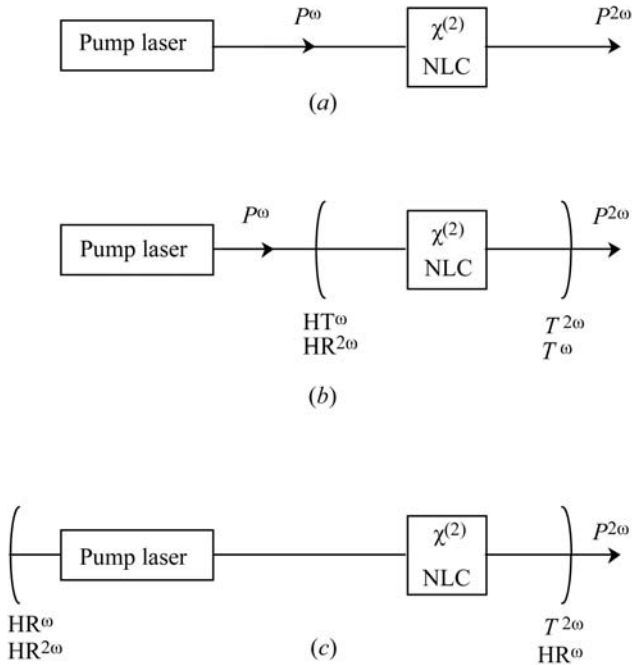 Pump laser
P^ω
χ^(2)
NLC
P^2ω
(a)
Pump laser
P^ω
χ^(2)
NLC
P^2ω
HT^ω
HR^2ω
T^2ω
T^ω
(b)
Pump laser
χ^(2)
NLC
P^2ω
HR^ω
HR^2ω
T^2ω
HR^ω
(c)